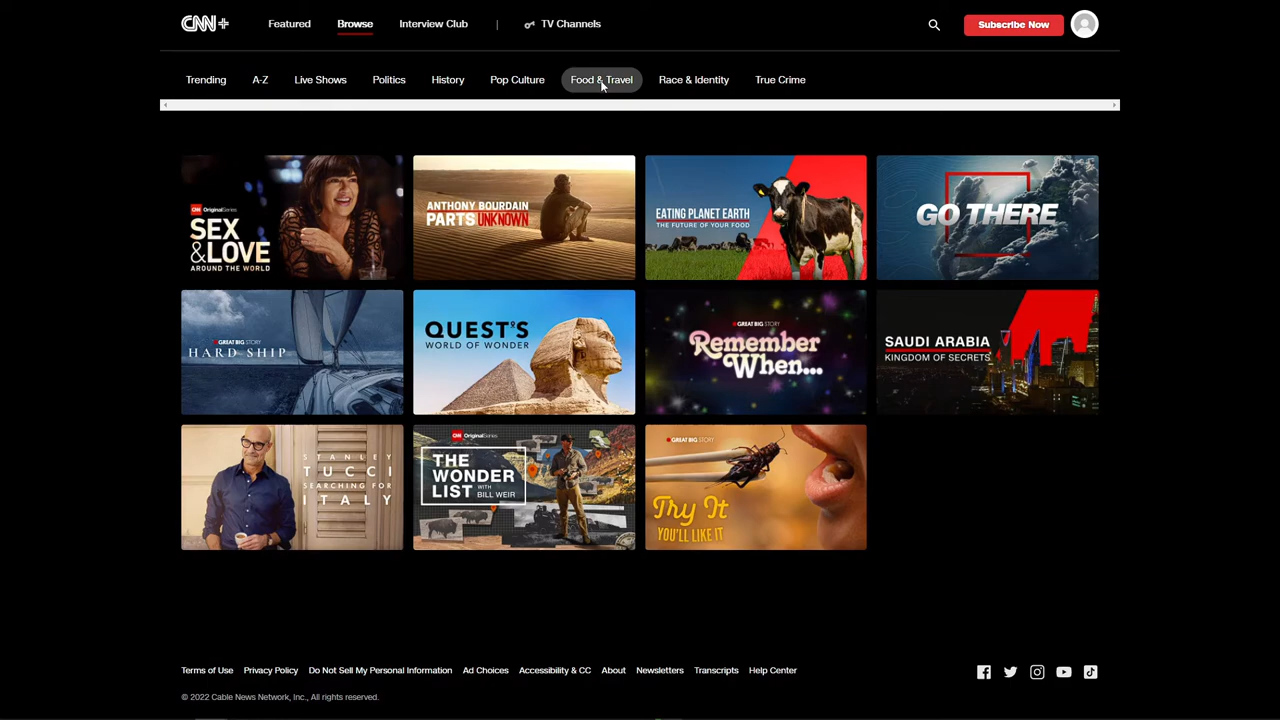 CNN+
Featured
Browse
Interview Club
|
TV Channels
Subscribe Now
Trending
A-Z
Live Shows
Politics
History
Pop Culture
Food & Travel
Race & Identity
True Crime
CNN OriginalSeries
SEX
&LOVE
AROUND THE WORLD
ANTHONY BOURDAIN
PARTS UNKNOWN
EATING PLANET EARTH
THE FUTURE OF YOUR FOOD
GO THERE
GREAT BIG STORY
HARD SHIP
QUEST'S
WORLD OF WONDER
GREAT BIG STORY
Remember
When...
SAUDI ARABIA
KINGDOM OF SECRETS
STANLEY
TUCCI
SEARCHING FOR
ITALY
CNN OriginalSeries
THE
WONDER
LIST WITH BILL WEIR
GREAT BIG STORY
Try It
YOU'LL LIKE IT
Terms of Use
Privacy Policy
Do Not Sell My Personal Information
Ad Choices
Accessibility & CC
About
Newsletters
Transcripts
Help Center
© 2022 Cable News Network, Inc., All rights reserved.